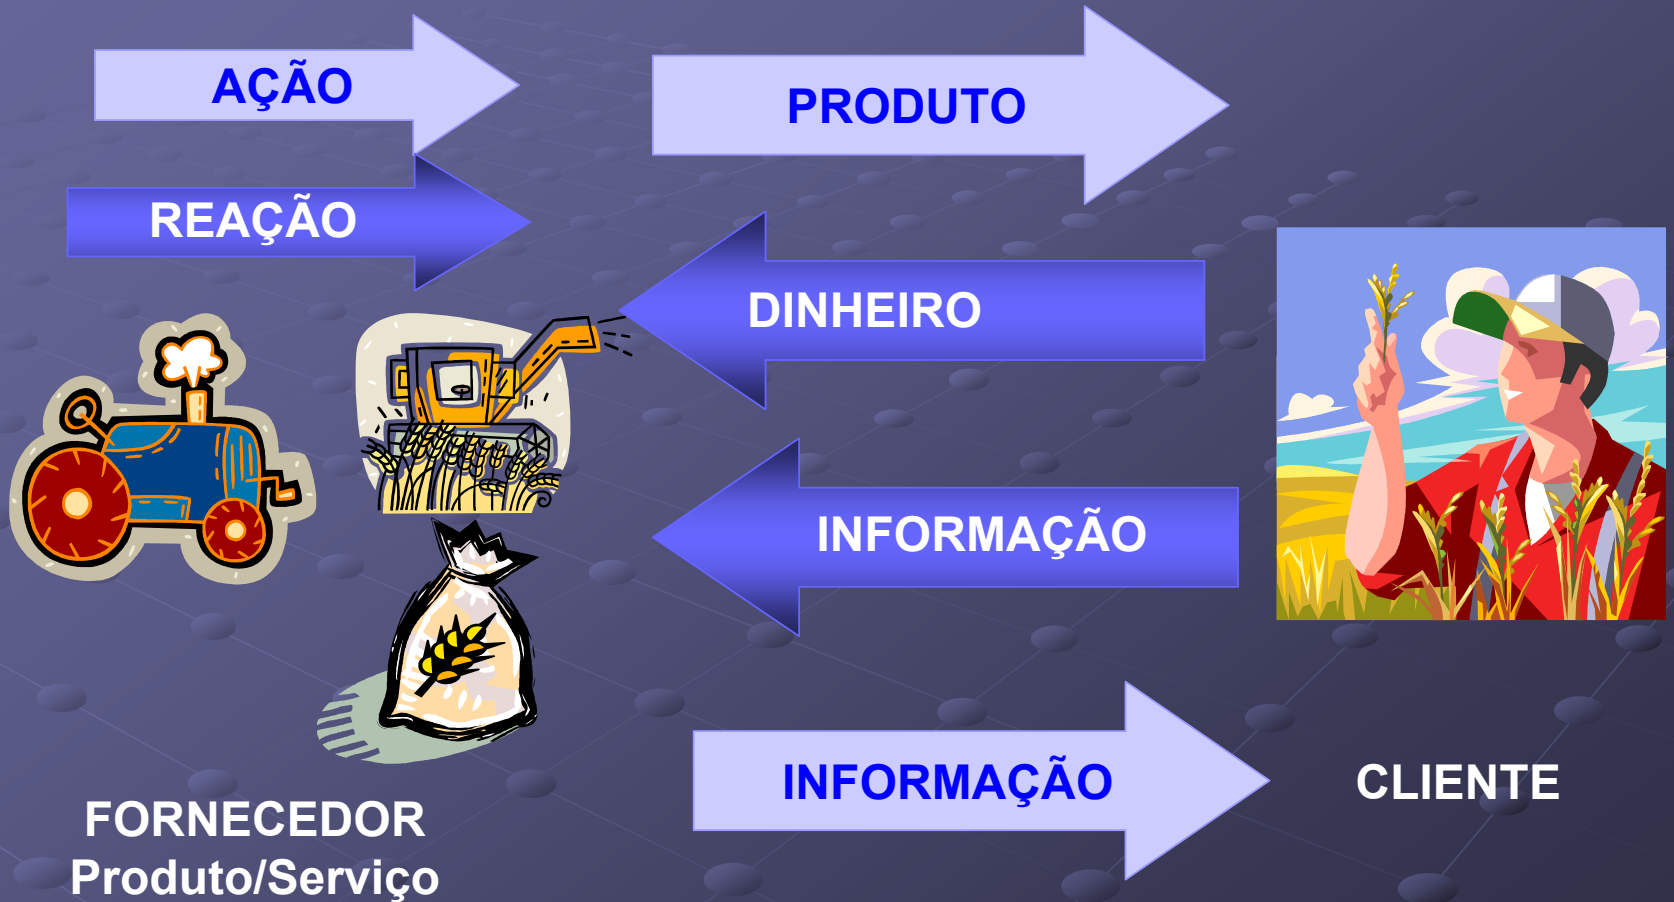 AÇÃO
PRODUTO
REAÇÃO
DINHEIRO
INFORMAÇÃO
INFORMAÇÃO
CLIENTE
FORNECEDOR
Produto/Serviço